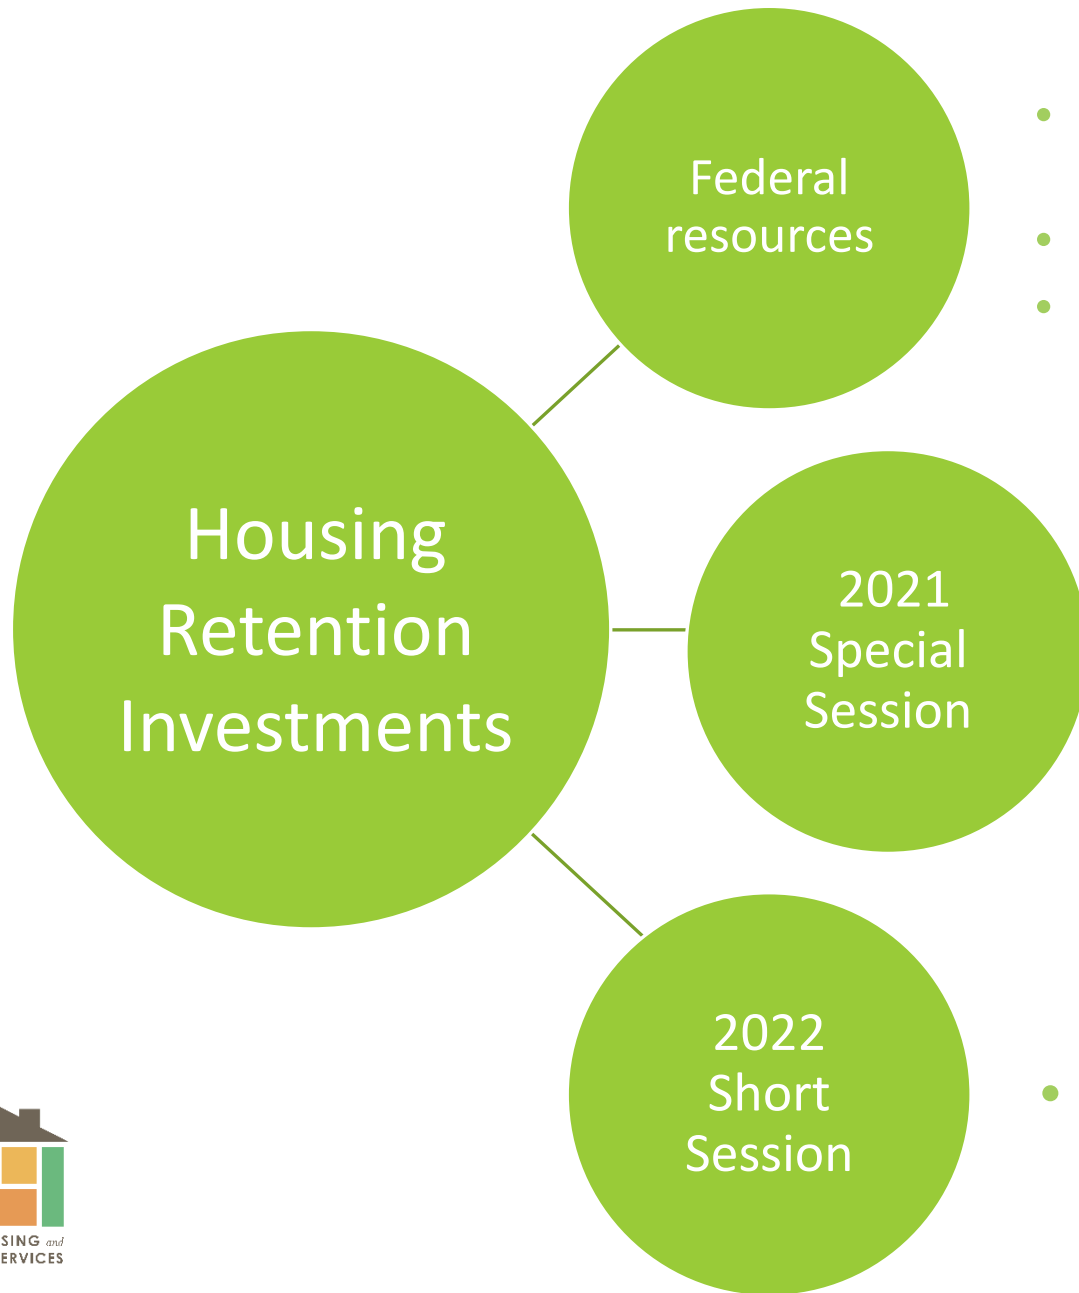 Federal
resources
Housing
Retention
Investments
2021
Special
Session
2022
Short
Session
SING and
ERVICES